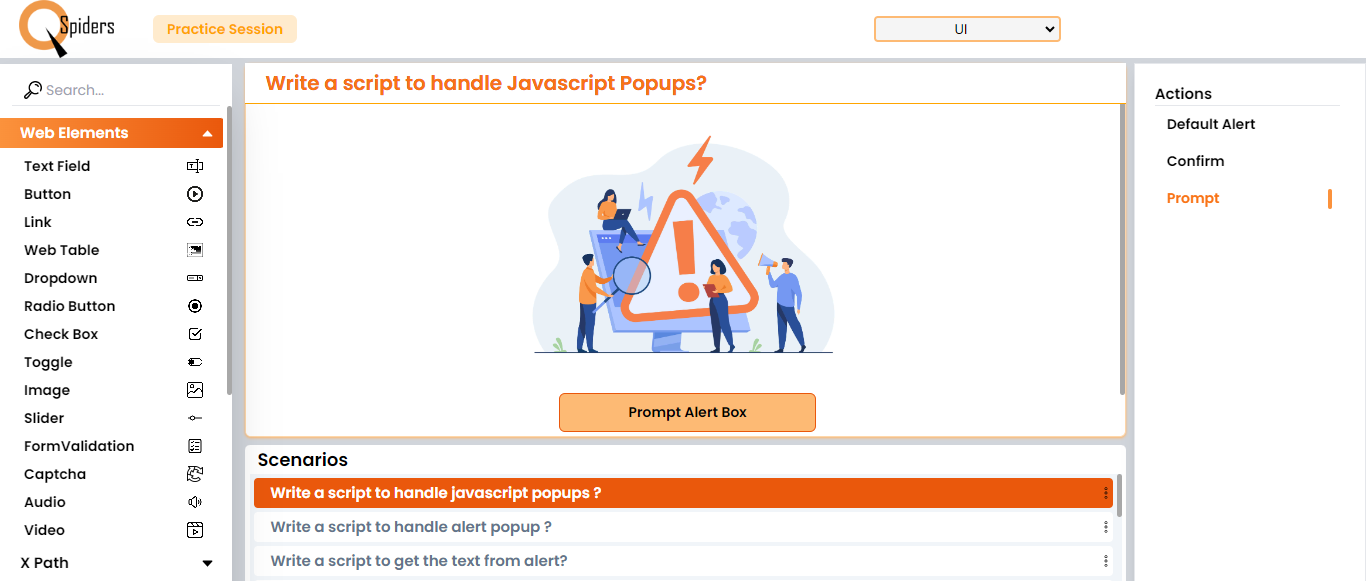 Spiders
Practice Session
UI
Search...
Web Elements
Text Field
Button
Link
Web Table
Dropdown
Radio Button
Check Box
Toggle
Image
Slider
FormValidation
Captcha
Audio
Video
X Path
Write a script to handle Javascript Popups?
Prompt Alert Box
Scenarios
Write a script to handle javascript popups ?
Write a script to handle alert popup ?
Write a script to get the text from alert?
Actions
Default Alert
Confirm
Prompt